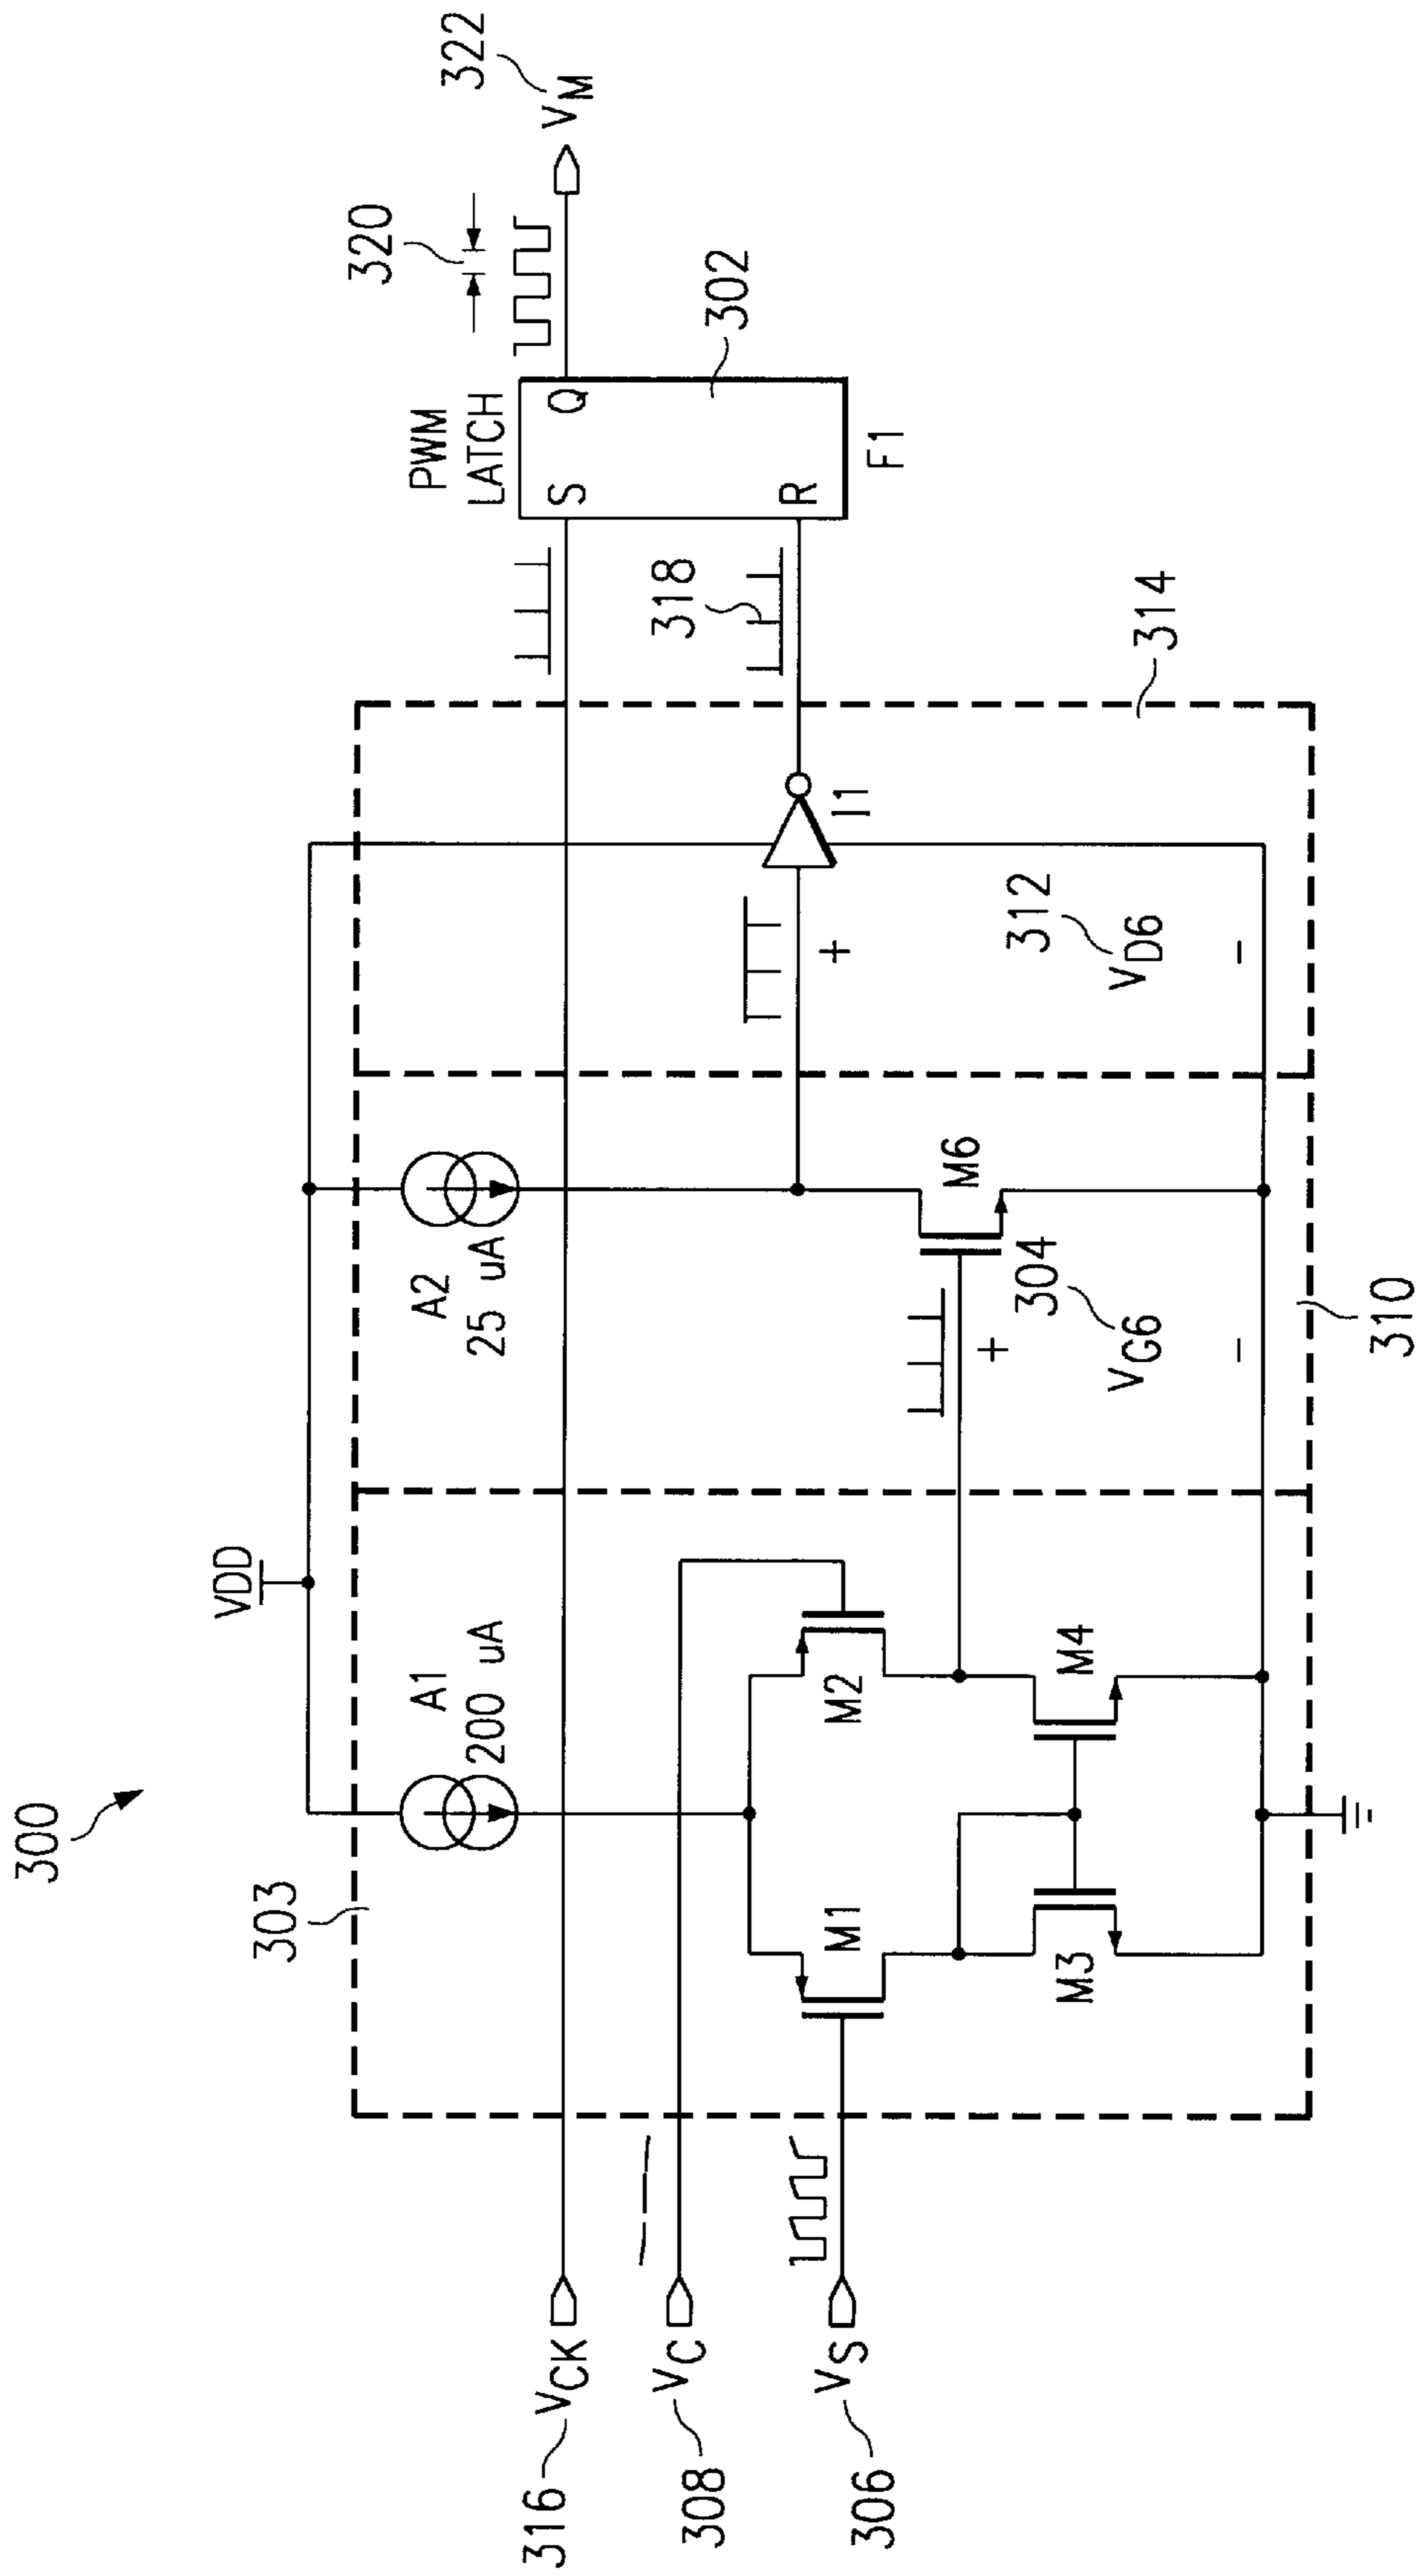 300
VDD
303
A1
200 uA
A2
25 uA
316
VCK
308
VC
306
VS
M1
M2
M3
M4
304
VG6
+
-
M6
310
312
VD6
+
-
I1
314
318
PWM
LATCH
S
Q
R
F1
302
320
322
VM